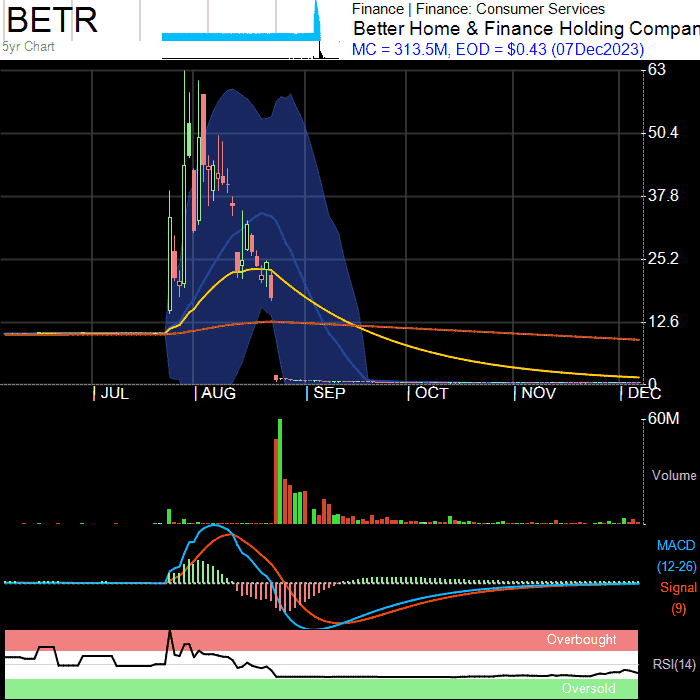 BETR
5yr Chart
Finance | Finance: Consumer Services
Better Home & Finance Holding Compan
MC = 313.5M, EOD = $0.43 (07Dec2023)
63
50.4
37.8
25.2
12.6
0
JUL
AUG
SEP
OCT
NOV
DEC
60M
Volume
MACD
(12-26)
Signal
(9)
Overbought
RSI(14)
Oversold